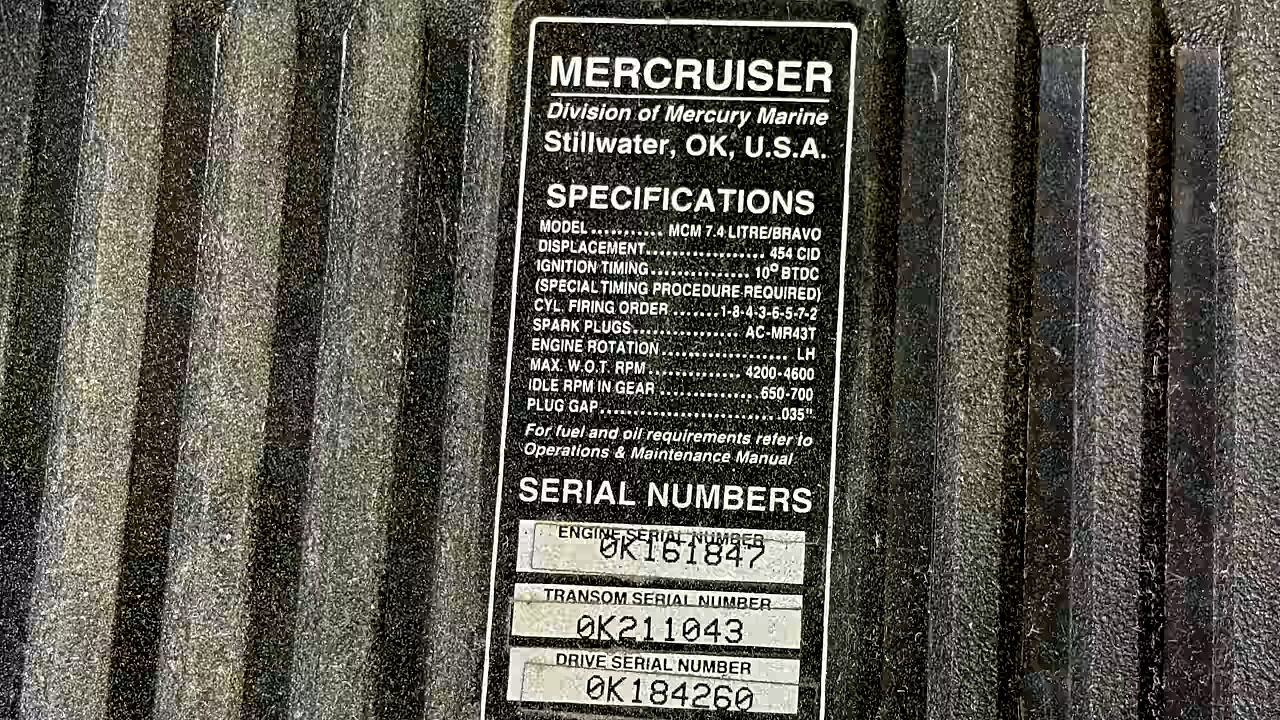 MERCRUISER
Division of Mercury Marine
Stillwater, OK, U.S.A.
SPECIFICATIONS
MODEL ........... MCM 7.4 LITRE/BRAVO
DISPLACEMENT.................. 454 CID
IGNITION TIMING............... 10° BTDC
(SPECIAL TIMING PROCEDURE REQUIRED)
CYL. FIRING ORDER .......1-8-4-3-6-5-7-2
SPARK PLUGS................. AC-MR43T
ENGINE ROTATION................... LH
MAX. W.O.T. RPM.............. 4200-4600
IDLE RPM IN GEAR ...............650-700
PLUG GAP...........................035"
For fuel and oil requirements refer to
Operations & Maintenance Manual
SERIAL NUMBERS
ENGINE SERIAL NUMBER
0K161847
TRANSOM SERIAL NUMBER
0K211043
DRIVE SERIAL NUMBER
0K184260